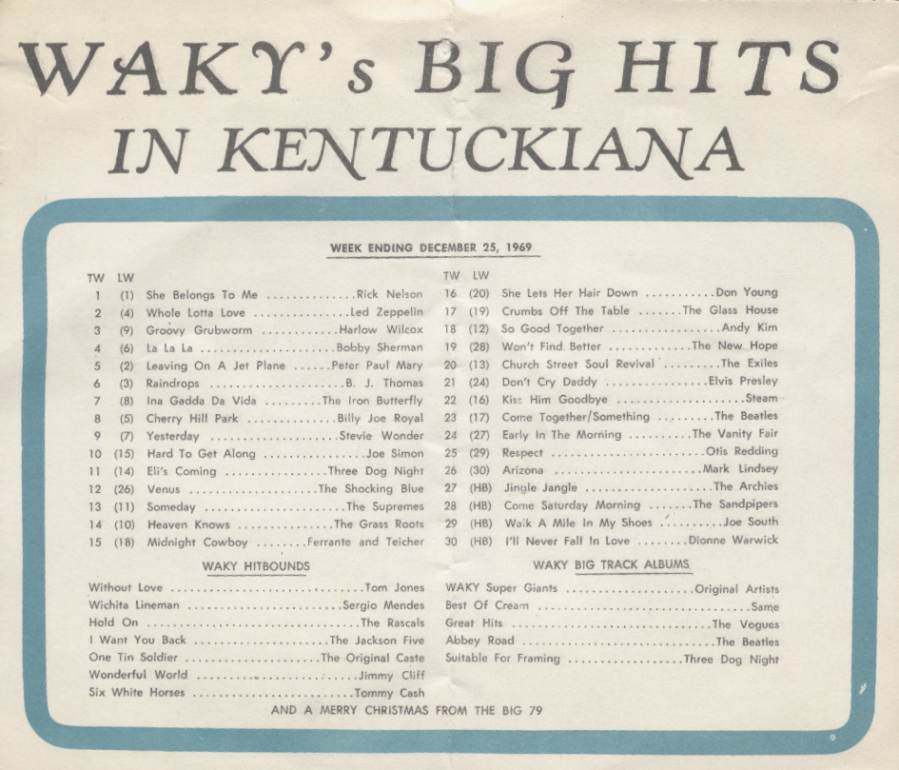 WAKY's BIG HITS
IN KENTUCKIANA
WEEK ENDING DECEMBER 25, 1969
TW LW
1 (1) She Belongs To Me .............Rick Nelson
2 (4) Whole Lotta Love ..............Led Zeppelin
3 (9) Groovy Grubworm ............Harlow Wilcox
4 (6) La La La ....................Bobby Sherman
5 (2) Leaving On A Jet Plane ......Peter Paul Mary
6 (3) Raindrops ....................B. J. Thomas
7 (8) Ina Gadda Da Vida .........The Iron Butterfly
8 (5) Cherry Hill Park .............Billy Joe Royal
9 (7) Yesterday ...................Stevie Wonder
10 (15) Hard To Get Along ...............Joe Simon
11 (14) Eli's Coming ...............Three Dog Night
12 (26) Venus ...................The Shocking Blue
13 (11) Someday .....................The Supremes
14 (10) Heaven Knows ...............The Grass Roots
15 (18) Midnight Cowboy ........Ferrante and Teicher
TW LW
16 (20) She Lets Her Hair Down ..........Don Young
17 (19) Crumbs Off The Table .......The Glass House
18 (12) So Good Together ................Andy Kim
19 (28) Won't Find Better ............The New Hope
20 (13) Church Street Soul Revival .........The Exiles
21 (24) Don't Cry Daddy ................Elvis Presley
22 (16) Kiss Him Goodbye ....................Steam
23 (17) Come Together/Something ..........The Beatles
24 (27) Early In The Morning ..........The Vanity Fair
25 (29) Respect ......................Otis Redding
26 (30) Arizona ......................Mark Lindsey
27 (HB) Jingle Jangle ...................The Archies
28 (HB) Come Saturday Morning .......The Sandpipers
29 (HB) Walk A Mile In My Shoes ..........Joe South
30 (HB) I'll Never Fall In Love ........Dionne Warwick
WAKY HITBOUNDS
Without Love ............................Tom Jones
Wichita Lineman ......................Sergio Mendes
Hold On ...............................The Rascals
I Want You Back ....................The Jackson Five
One Tin Soldier ....................The Original Caste
Wonderful World ........................Jimmy Cliff
Six White Horses .......................Tommy Cash
WAKY BIG TRACK ALBUMS
WAKY Super Giants ..................Original Artists
Best Of Cream ...............................Same
Great Hits .............................The Vogues
Abbey Road ............................The Beatles
Suitable For Framing .................Three Dog Night
AND A MERRY CHRISTMAS FROM THE BIG 79